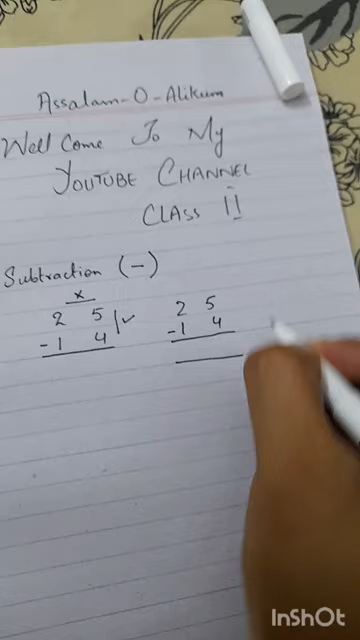 Assalam-O-Alikum
Well Come To My
YOUTUBE CHANNEL
CLASS II
Subtraction (-)
x
2 5
- 1 4
2 5
- 1 4
InShOt